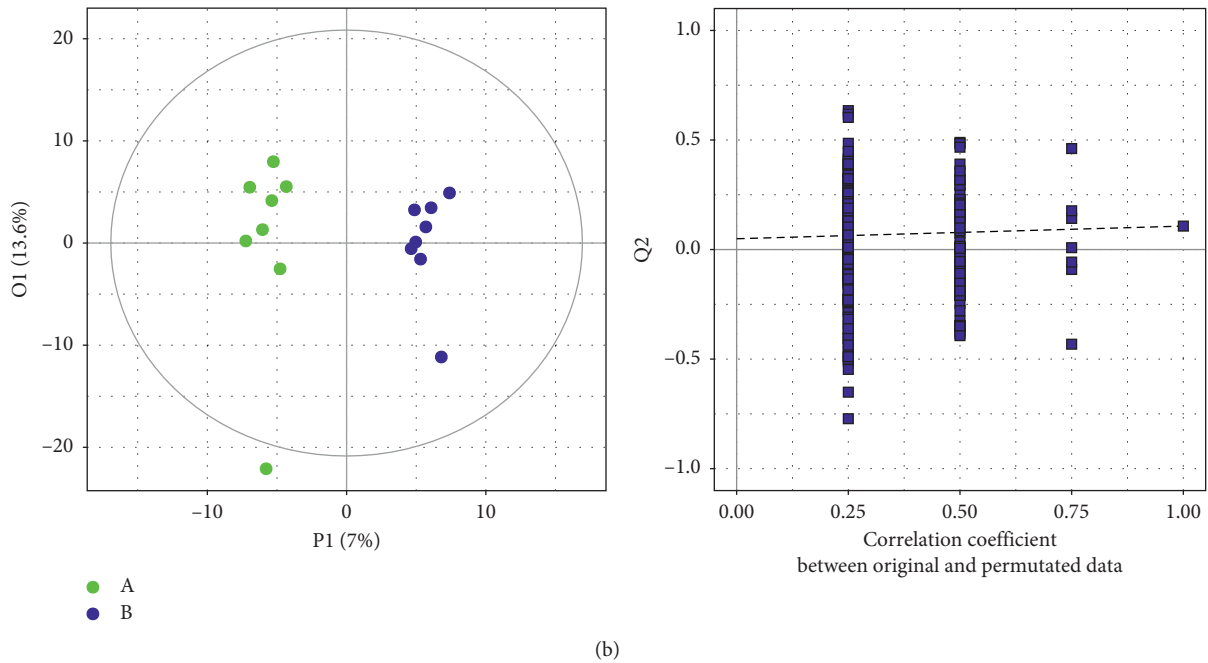 20
10
0
−10
−20
O1 (13.6%)
−10
0
10
P1 (7%)
A
B
1.0
0.5
0.0
−0.5
−1.0
Q2
0.00
0.25
0.50
0.75
1.00
Correlation coefficient
between original and permutated data
(b)